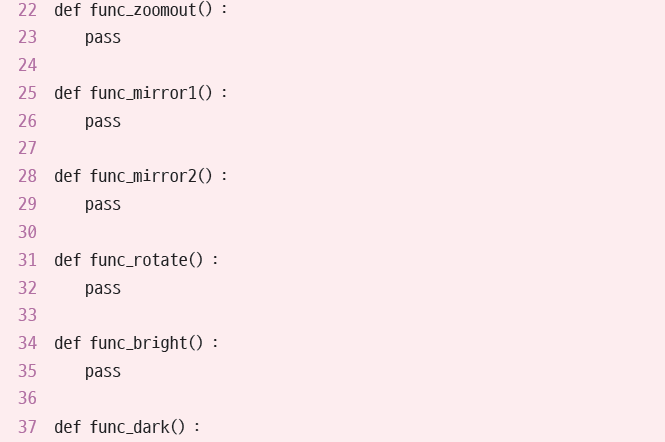 22 def func_zoomout() :
23 pass
24
25 def func_mirror1() :
26 pass
27
28 def func_mirror2() :
29 pass
30
31 def func_rotate() :
32 pass
33
34 def func_bright() :
35 pass
36
37 def func_dark() :